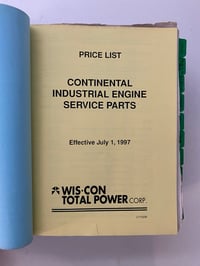 PRICE LIST
CONTINENTAL
INDUSTRIAL ENGINE
SERVICE PARTS
Effective July 1, 1997
WIS-CON
TOTAL POWER CORP